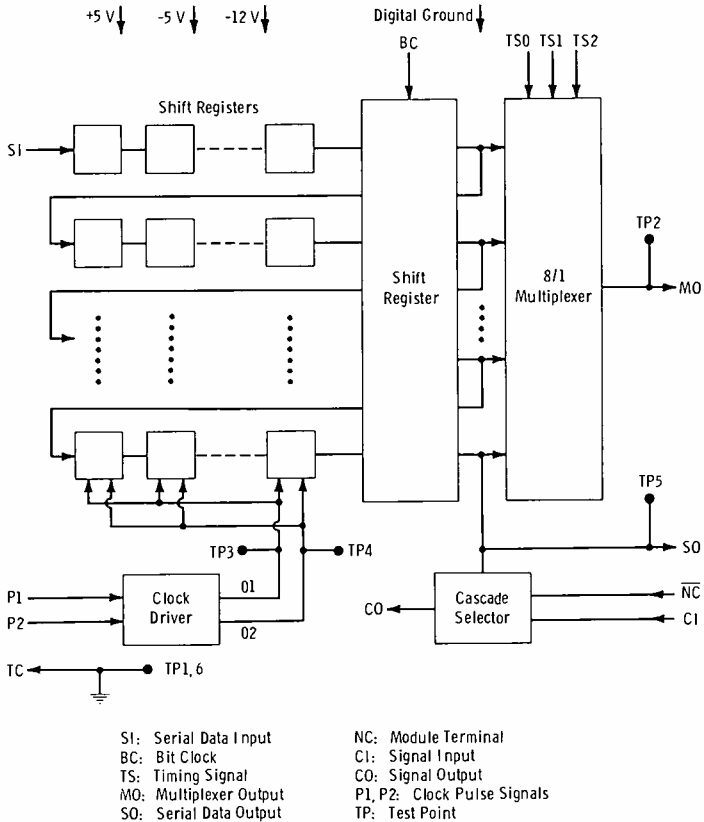 +5 V -5 V -12 V Digital Ground
BC
TS0 TS1 TS2
Shift Registers
SI
TP2
Shift
Register
8/1
Multiplexer
MO
TP5
TP3
TP4
SO
01
P1
P2
Clock
Driver
02
CO
Cascade
Selector
NC
CI
TC
TP1, 6
SI: Serial Data Input
BC: Bit Clock
TS: Timing Signal
MO: Multiplexer Output
SO: Serial Data Output
NC: Module Terminal
CI: Signal Input
CO: Signal Output
P1, P2: Clock Pulse Signals
TP: Test Point